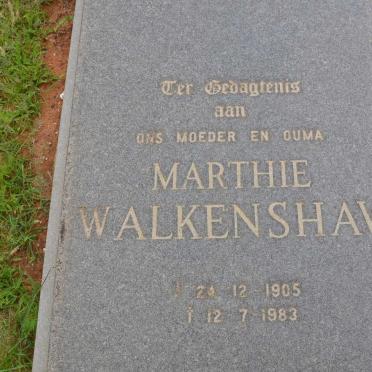 Ter Gedagtenis
aan
ONS MOEDER EN OUMA
MARTHIE
WALKENSHAW
* 24 - 12 - 1905
† 12 - 7 - 1983